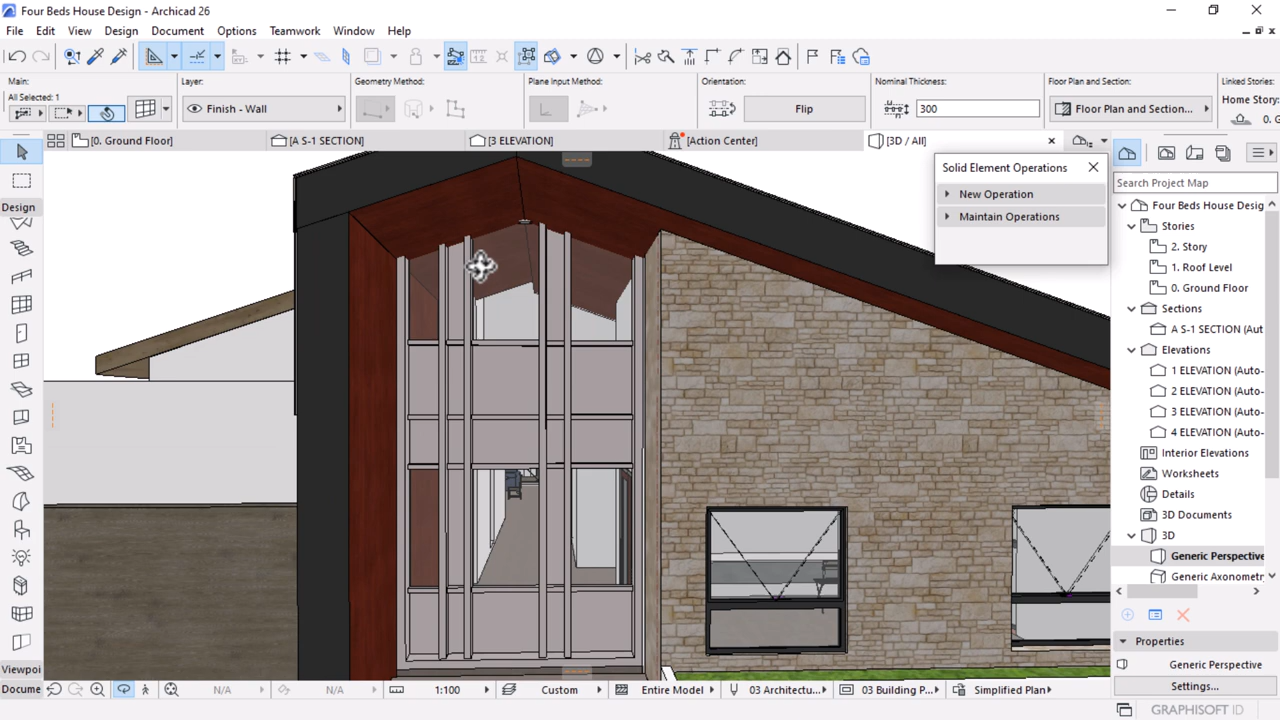 Four Beds House Design - Archicad 26
File Edit View Design Document Options Teamwork Window Help
Main: Layer: Geometry Method: Plane Input Method: Orientation: Nominal Thickness: Floor Plan and Section: Linked Stories:
All Selected: 1 Finish - Wall Flip 300 Floor Plan and Section... Home Story:
0. G
[0. Ground Floor] [A S-1 SECTION] [3 ELEVATION] [Action Center] [3D / All]
Solid Element Operations
New Operation
Maintain Operations
Search Project Map
Four Beds House Desig
Stories
2. Story
1. Roof Level
0. Ground Floor
Sections
A S-1 SECTION (Aut
Elevations
1 ELEVATION (Auto-
2 ELEVATION (Auto-
3 ELEVATION (Auto-
4 ELEVATION (Auto-
Interior Elevations
Worksheets
Details
3D Documents
3D
Generic Perspective
Generic Axonometr
Properties
Generic Perspective
Settings...
GRAPHISOFT ID
Design
Viewpoi
Docume
N/A N/A 1:100 Custom Entire Model 03 Architectu... 03 Building P... Simplified Plan